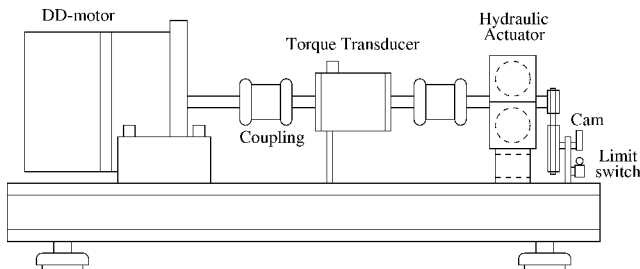 DD-motor
Hydraulic
Actuator
Torque Transducer
Coupling
Cam
Limit
switch